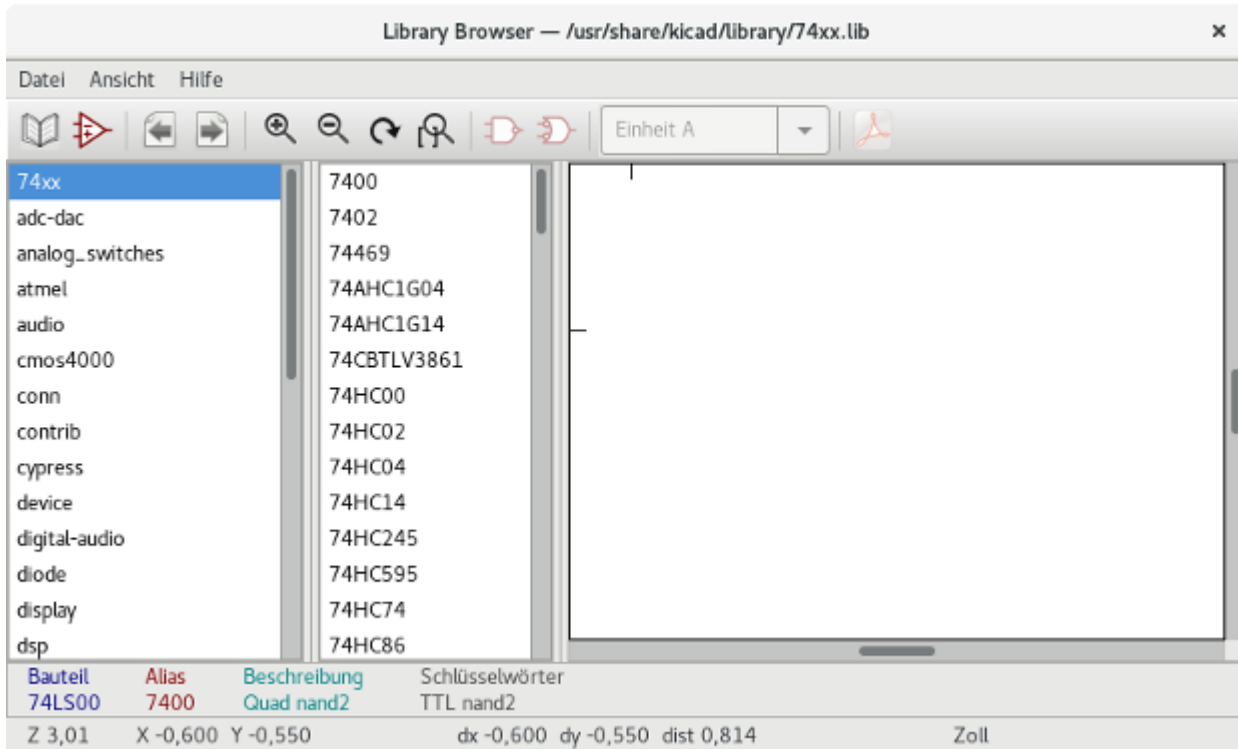 Library Browser — /usr/share/kicad/library/74xx.lib
Datei Ansicht Hilfe
Einheit A
74xx
adc-dac
analog_switches
atmel
audio
cmos4000
conn
contrib
cypress
device
digital-audio
diode
display
dsp
7400
7402
74469
74AHC1G04
74AHC1G14
74CBTLV3861
74HC00
74HC02
74HC04
74HC14
74HC245
74HC595
74HC74
74HC86
Bauteil Alias Beschreibung Schlüsselwörter
74LS00 7400 Quad nand2 TTL nand2
Z 3,01 X -0,600 Y -0,550 dx -0,600 dy -0,550 dist 0,814 Zoll